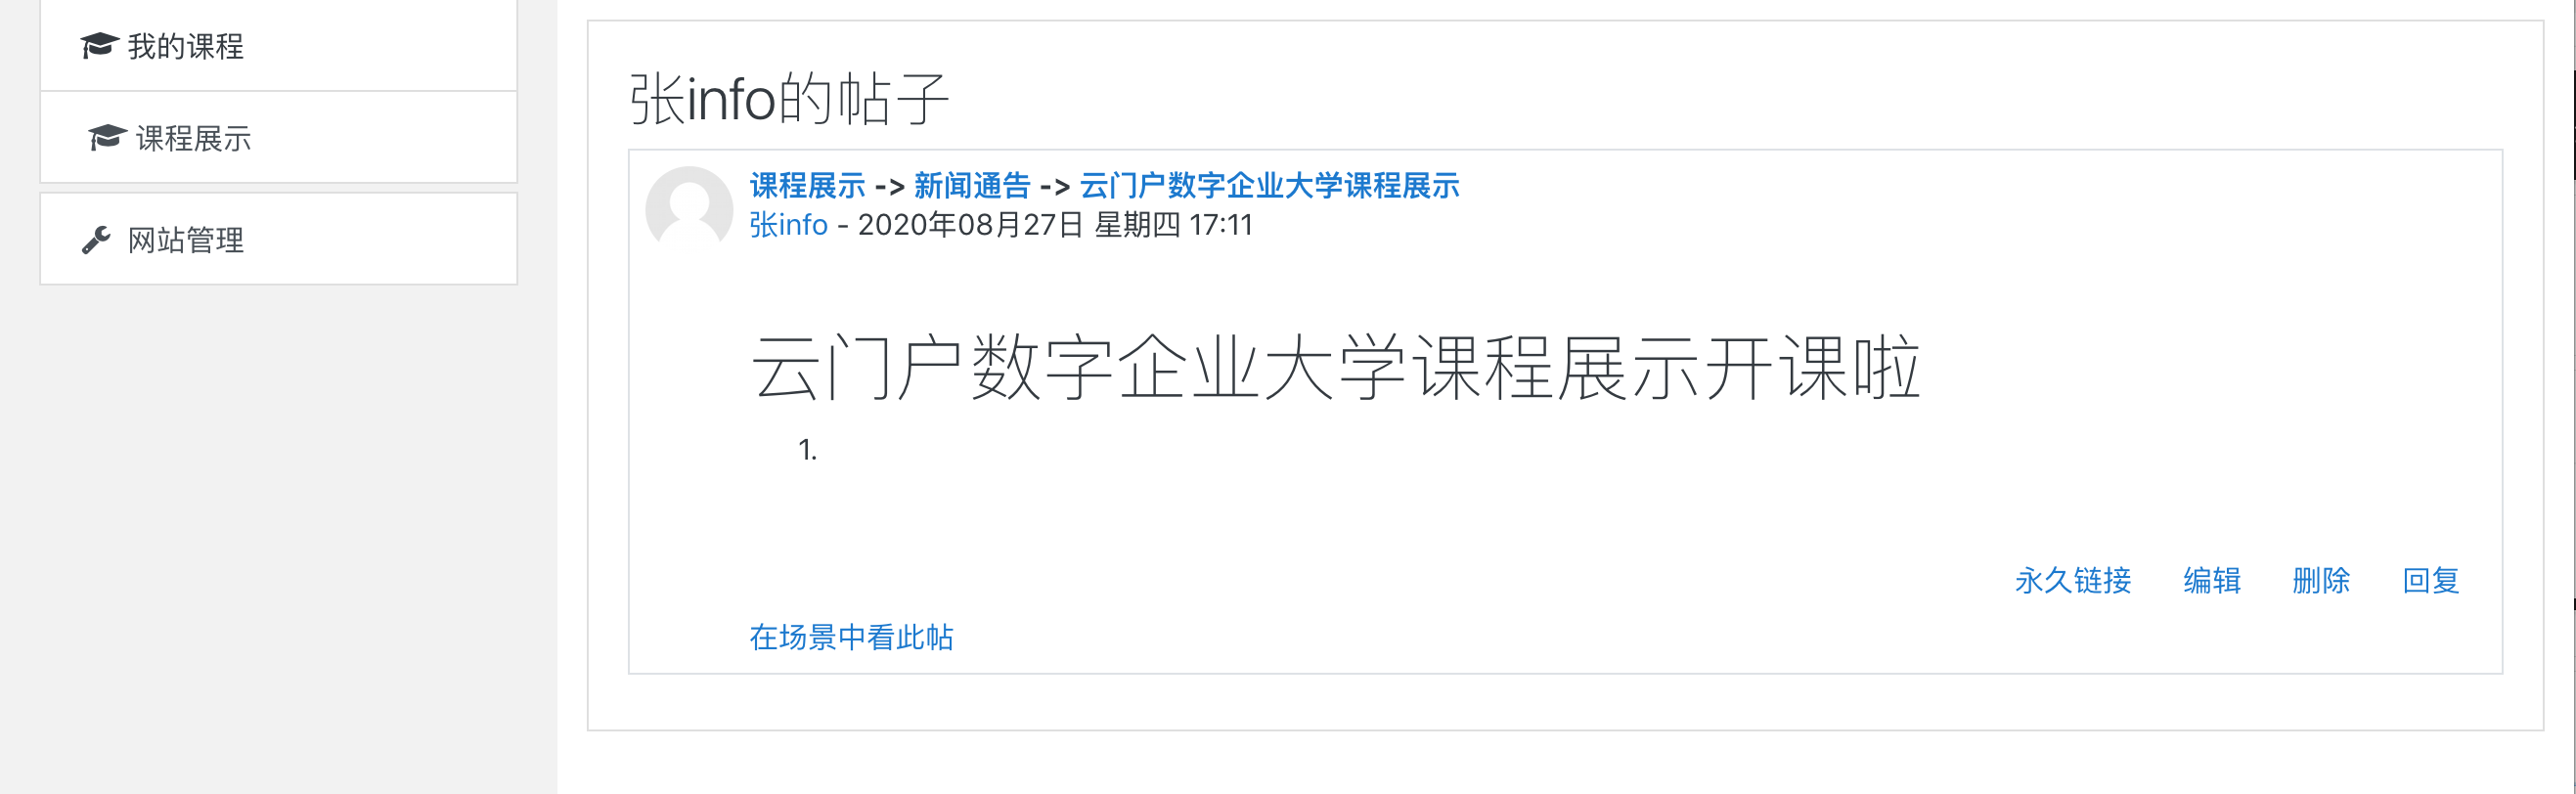 我的课程
课程展示
网站管理
张info的帖子
课程展示 -> 新闻通告 -> 云门户数字企业大学课程展示
张info - 2020年08月27日 星期四 17:11
云门户数字企业大学课程展示开课啦
1.
永久链接 编辑 删除 回复
在场景中看此帖